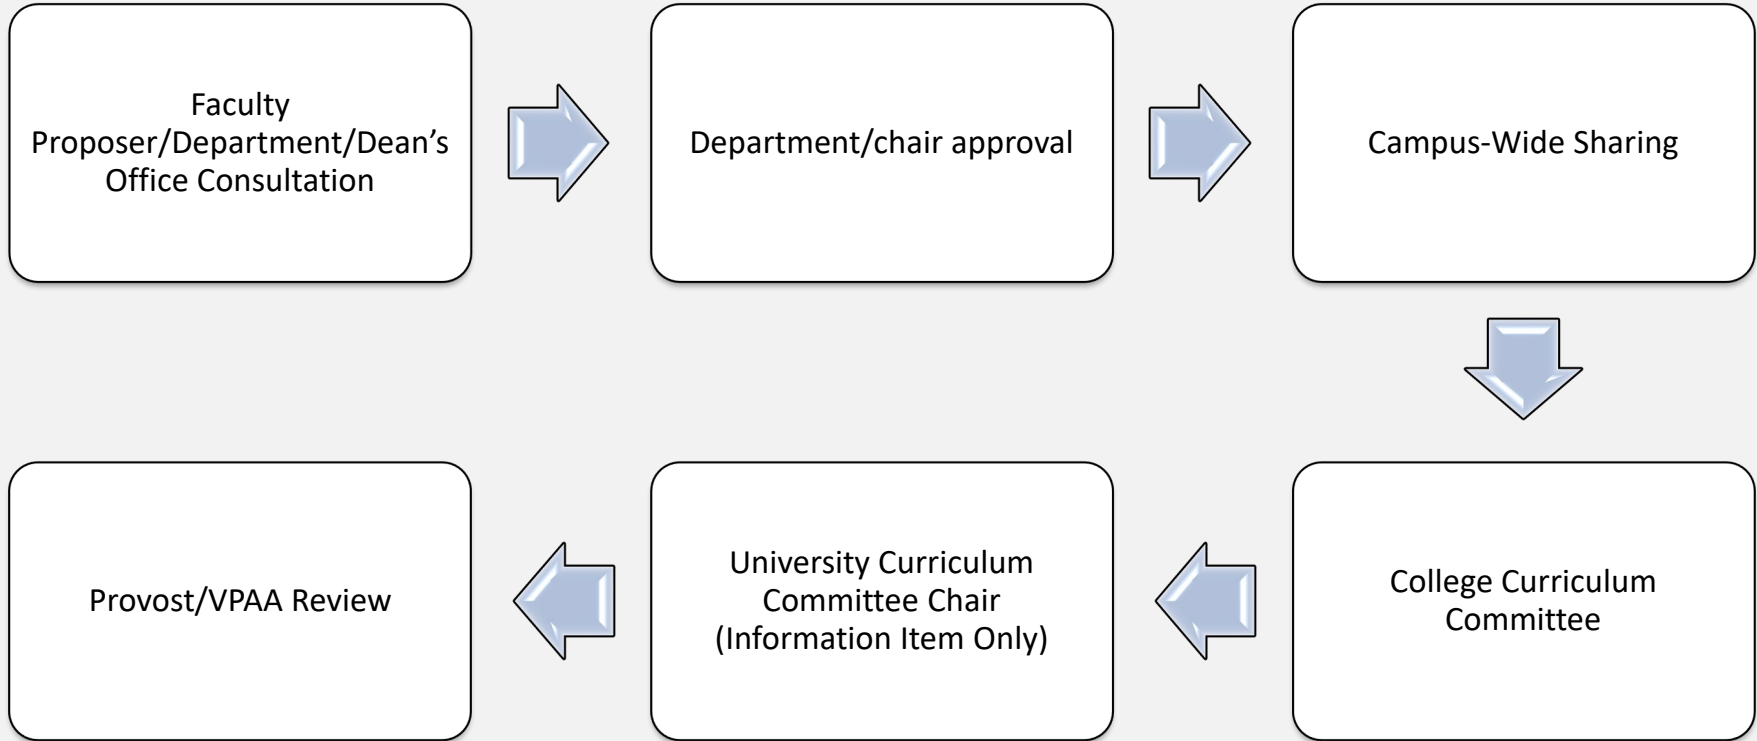 Faculty
Proposer/Department/Dean’s
Office Consultation
Department/chair approval
Campus-Wide Sharing
College Curriculum
Committee
University Curriculum
Committee Chair
(Information Item Only)
Provost/VPAA Review